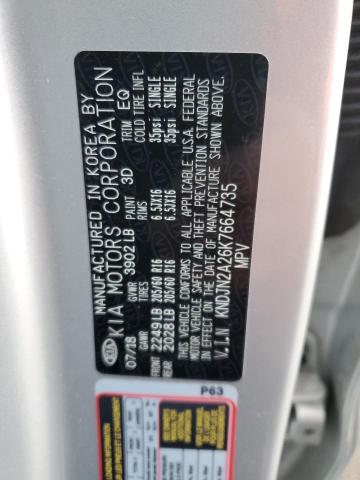 MANUFACTURED IN KOREA BY
KIA KIA MOTORS CORPORATION
07/18 GVWR 3902LB PAINT 3D TRIM EQ
GAWR RIMS COLD TIRE INFL
FRONT 2249LB 205/60 R16 6.5JX16 35psi SINGLE
REAR 2028LB 205/60 R16 6.5JX16 35psi SINGLE
THIS VEHICLE CONFORMS TO ALL APPLICABLE U.S.A. FEDERAL
MOTOR VEHICLE SAFETY AND THEFT PREVENTION STANDARDS
IN EFFECT ON THE DATE OF MANUFACTURE SHOWN ABOVE.
V.I.N KNDJN2A26K7664735
MPV
P63